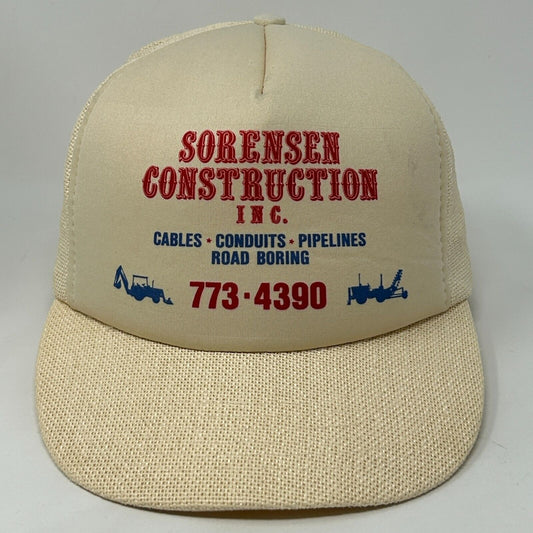 SORENSEN
CONSTRUCTION
INC.
CABLES • CONDUITS • PIPELINES
ROAD BORING
773•4390